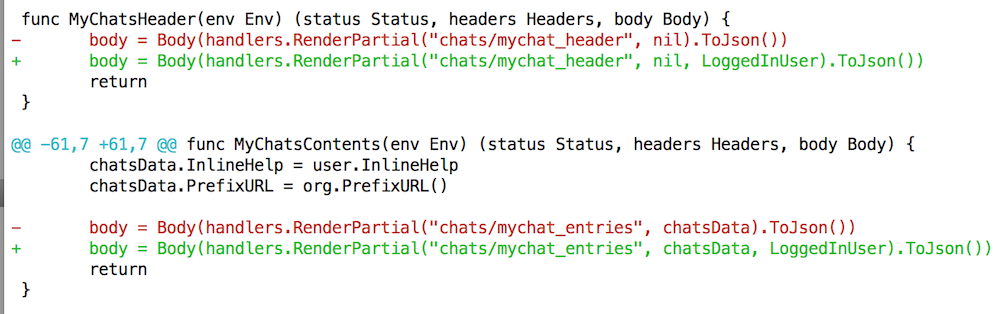 func MyChatsHeader(env Env) (status Status, headers Headers, body Body) {
-       body = Body(handlers.RenderPartial("chats/mychat_header", nil).ToJson())
+       body = Body(handlers.RenderPartial("chats/mychat_header", nil, LoggedInUser).ToJson())
        return
}
@@ -61,7 +61,7 @@ func MyChatsContents(env Env) (status Status, headers Headers, body Body) {
        chatsData.InlineHelp = user.InlineHelp
        chatsData.PrefixURL = org.PrefixURL()
-       body = Body(handlers.RenderPartial("chats/mychat_entries", chatsData).ToJson())
+       body = Body(handlers.RenderPartial("chats/mychat_entries", chatsData, LoggedInUser).ToJson())
        return
}